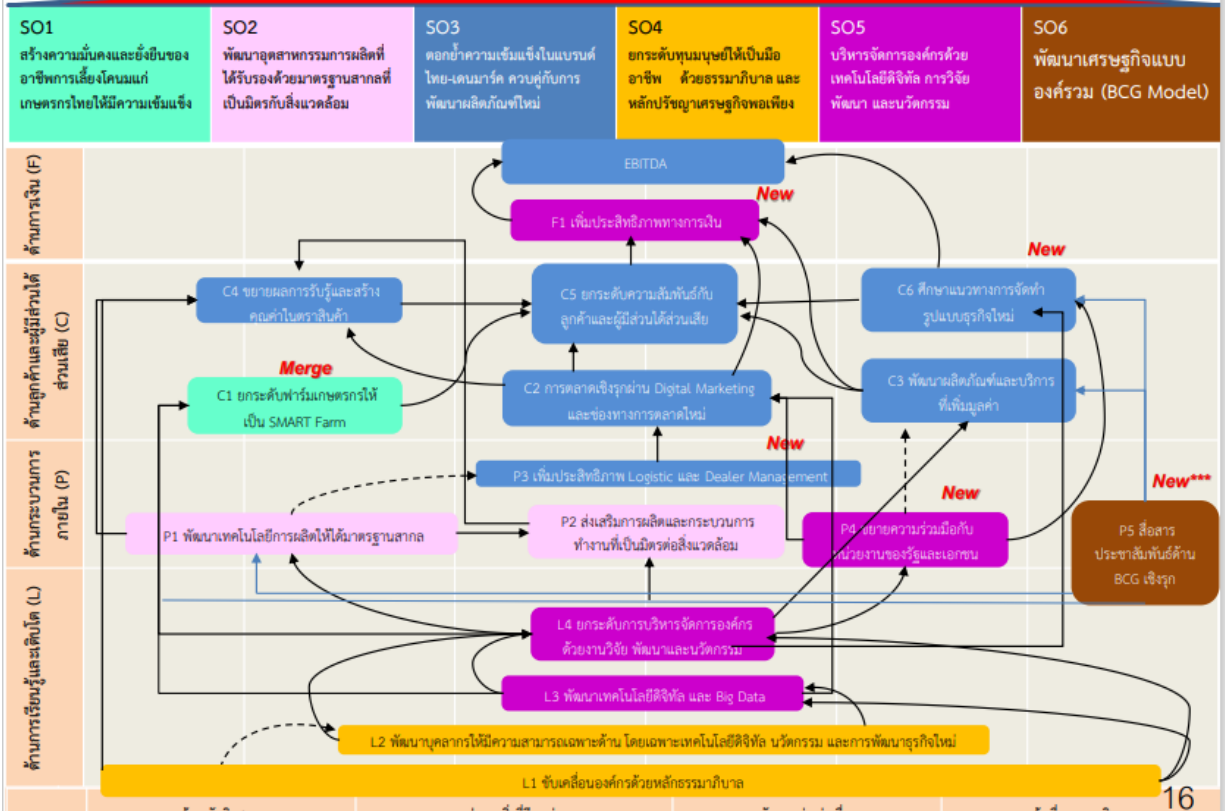 SO1
สร้างความมั่นคงและยั่งยืนของ
อาชีพการเลี้ยงโคนมแก่
เกษตรกรไทยให้มีความเข้มแข็ง
SO2
พัฒนาอุตสาหกรรมการผลิตที่
ได้รับรองด้วยมาตรฐานสากลที่
เป็นมิตรกับสิ่งแวดล้อม
SO3
ตอกย้ำความเข้มแข็งในแบรนด์
ไทย-เดนมาร์ค ควบคู่กับการ
พัฒนาผลิตภัณฑ์ใหม่
SO4
ยกระดับทุนมนุษย์ให้เป็นมือ
อาชีพ ด้วยธรรมาภิบาล และ
หลักปรัชญาเศรษฐกิจพอเพียง
SO5
บริหารจัดการองค์กรด้วย
เทคโนโลยีดิจิทัล การวิจัย
พัฒนา และนวัตกรรม
SO6
พัฒนาเศรษฐกิจแบบ
องค์รวม (BCG Model)
ด้านการเงิน (F)
EBITDA
New
F1 เพิ่มประสิทธิภาพทางการเงิน
ด้านลูกค้าและผู้มีส่วนได้
ส่วนเสีย (C)
New
C4 ขยายผลการรับรู้และสร้าง
คุณค่าในตราสินค้า
C5 ยกระดับความสัมพันธ์กับ
ลูกค้าและผู้มีส่วนได้ส่วนเสีย
C6 ศึกษาแนวทางการจัดทำ
รูปแบบธุรกิจใหม่
Merge
C1 ยกระดับฟาร์มเกษตรกรให้
เป็น SMART Farm
C2 การตลาดเชิงรุกผ่าน Digital Marketing
และช่องทางการตลาดใหม่
C3 พัฒนาผลิตภัณฑ์และบริการ
ที่เพิ่มมูลค่า
ด้านกระบวนการ
ภายใน (P)
New
P3 เพิ่มประสิทธิภาพ Logistic และ Dealer Management
New
New***
P1 พัฒนาเทคโนโลยีการผลิตให้ได้มาตรฐานสากล
P2 ส่งเสริมการผลิตและกระบวนการ
ทำงานที่เป็นมิตรต่อสิ่งแวดล้อม
P4 ขยายความร่วมมือกับ
หน่วยงานของรัฐและเอกชน
P5 สื่อสาร
ประชาสัมพันธ์ด้าน
BCG เชิงรุก
ด้านการเรียนรู้และเติบโต (L)
L4 ยกระดับการบริหารจัดการองค์กร
ด้วยงานวิจัย พัฒนาและนวัตกรรม
L3 พัฒนาเทคโนโลยีดิจิทัล และ Big Data
L2 พัฒนาบุคลากรให้มีความสามารถเฉพาะด้าน โดยเฉพาะเทคโนโลยีดิจิทัล นวัตกรรม และการพัฒนาธุรกิจใหม่
L1 ขับเคลื่อนองค์กรด้วยหลักธรรมาภิบาล
16